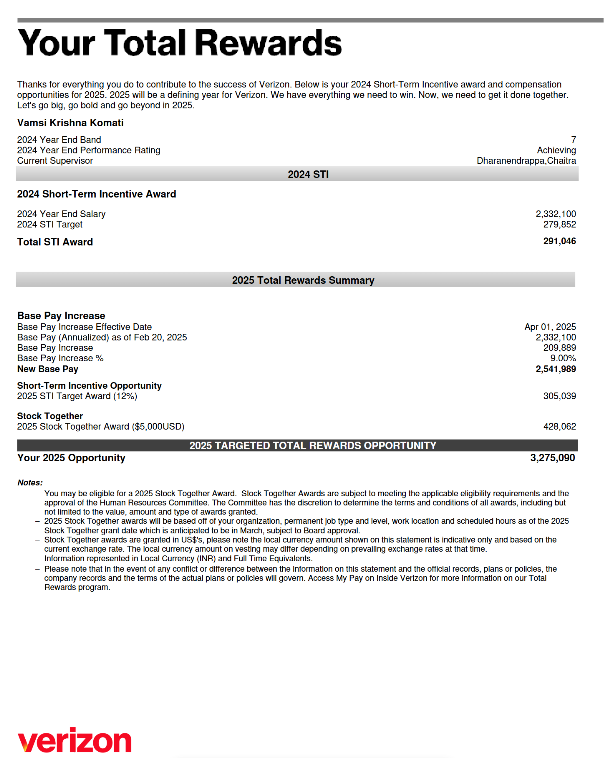 Your Total Rewards
Thanks for everything you do to contribute to the success of Verizon. Below is your 2024 Short-Term Incentive award and compensation
opportunities for 2025. 2025 will be a defining year for Verizon. We have everything we need to win. Now, we need to get it done together.
Let's go big, go bold and go beyond in 2025.
Vamsi Krishna Komati
2024 Year End Band 7
2024 Year End Performance Rating Achieving
Current Supervisor Dharanendrappa,Chaitra
2024 STI
2024 Short-Term Incentive Award
2024 Year End Salary 2,332,100
2024 STI Target 279,852
Total STI Award 291,046
2025 Total Rewards Summary
Base Pay Increase
Base Pay Increase Effective Date Apr 01, 2025
Base Pay (Annualized) as of Feb 20, 2025 2,332,100
Base Pay Increase 209,889
Base Pay Increase % 9.00%
New Base Pay 2,541,989
Short-Term Incentive Opportunity
2025 STI Target Award (12%) 305,039
Stock Together
2025 Stock Together Award ($5,000USD) 428,062
2025 TARGETED TOTAL REWARDS OPPORTUNITY
Your 2025 Opportunity 3,275,090
Notes:
You may be eligible for a 2025 Stock Together Award. Stock Together Awards are subject to meeting the applicable eligibility requirements and the
approval of the Human Resources Committee. The Committee has the discretion to determine the terms and conditions of all awards, including but
not limited to the value, amount and type of awards granted.
– 2025 Stock Together awards will be based off of your organization, permanent job type and level, work location and scheduled hours as of the 2025
Stock Together grant date which is anticipated to be in March, subject to Board approval.
– Stock Together awards are granted in US$'s, please note the local currency amount shown on this statement is indicative only and based on the
current exchange rate. The local currency amount on vesting may differ depending on prevailing exchange rates at that time.
Information represented in Local Currency (INR) and Full Time Equivalents.
– Please note that in the event of any conflict or difference between the information on this statement and the official records, plans or policies, the
company records and the terms of the actual plans or policies will govern. Access My Pay on Inside Verizon for more information on our Total
Rewards program.
verizon